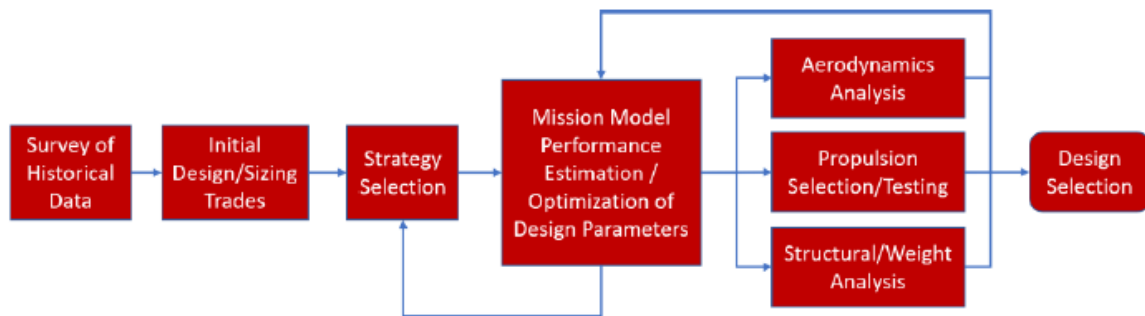 Survey of
Historical
Data
Initial
Design/Sizing
Trades
Strategy
Selection
Mission Model
Performance
Estimation /
Optimization of
Design Parameters
Aerodynamics
Analysis
Propulsion
Selection/Testing
Structural/Weight
Analysis
Design
Selection